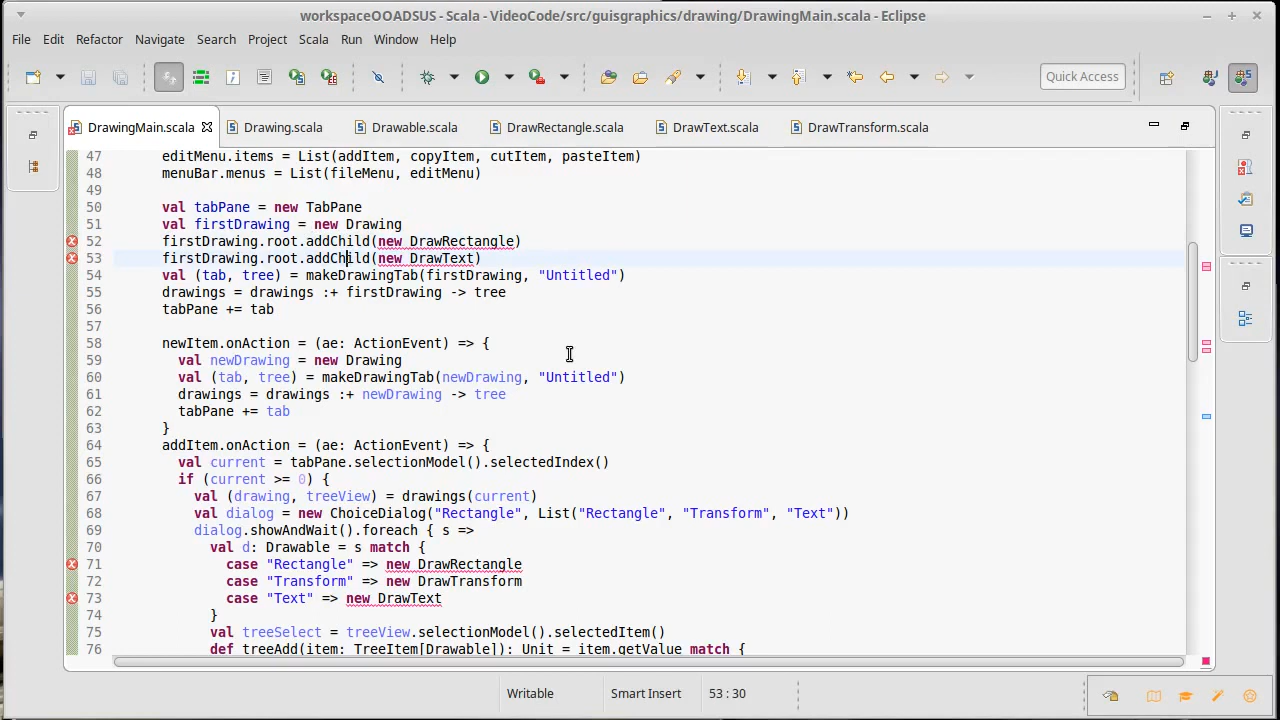 workspaceOOADSUS - Scala - VideoCode/src/guisgraphics/drawing/DrawingMain.scala - Eclipse
File Edit Refactor Navigate Search Project Scala Run Window Help
Quick Access
DrawingMain.scala Drawing.scala Drawable.scala DrawRectangle.scala DrawText.scala DrawTransform.scala
47 editMenu.items = List(addItem, copyItem, cutItem, pasteItem)
48 menuBar.menus = List(fileMenu, editMenu)
49
50 val tabPane = new TabPane
51 val firstDrawing = new Drawing
52 firstDrawing.root.addChild(new DrawRectangle)
53 firstDrawing.root.addChild(new DrawText)
54 val (tab, tree) = makeDrawingTab(firstDrawing, "Untitled")
55 drawings = drawings :+ firstDrawing -> tree
56 tabPane += tab
57
58 newItem.onAction = (ae: ActionEvent) => {
59 val newDrawing = new Drawing
60 val (tab, tree) = makeDrawingTab(newDrawing, "Untitled")
61 drawings = drawings :+ newDrawing -> tree
62 tabPane += tab
63 }
64 addItem.onAction = (ae: ActionEvent) => {
65 val current = tabPane.selectionModel().selectedIndex()
66 if (current >= 0) {
67 val (drawing, treeView) = drawings(current)
68 val dialog = new ChoiceDialog("Rectangle", List("Rectangle", "Transform", "Text"))
69 dialog.showAndWait().foreach { s =>
70 val d: Drawable = s match {
71 case "Rectangle" => new DrawRectangle
72 case "Transform" => new DrawTransform
73 case "Text" => new DrawText
74 }
75 val treeSelect = treeView.selectionModel().selectedItem()
76 def treeAdd(item: TreeItem[Drawable]): Unit = item.getValue match {
Writable Smart Insert 53 : 30